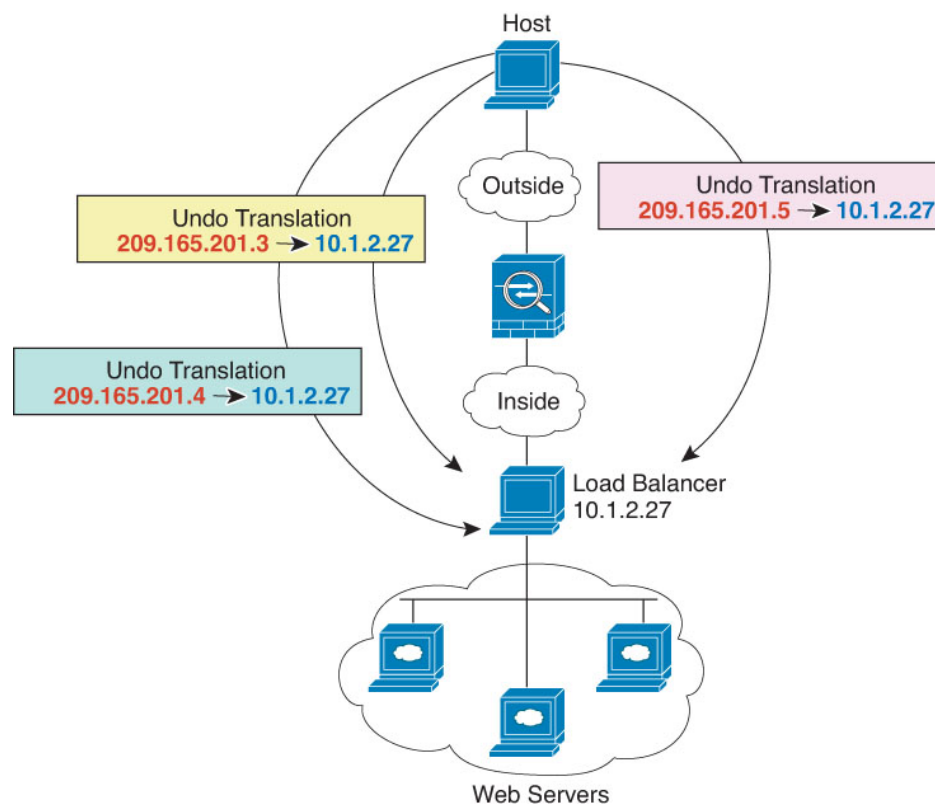 Host
Outside
Undo Translation
209.165.201.5 → 10.1.2.27
Undo Translation
209.165.201.3 → 10.1.2.27
Undo Translation
209.165.201.4 → 10.1.2.27
Inside
Load Balancer
10.1.2.27
Web Servers